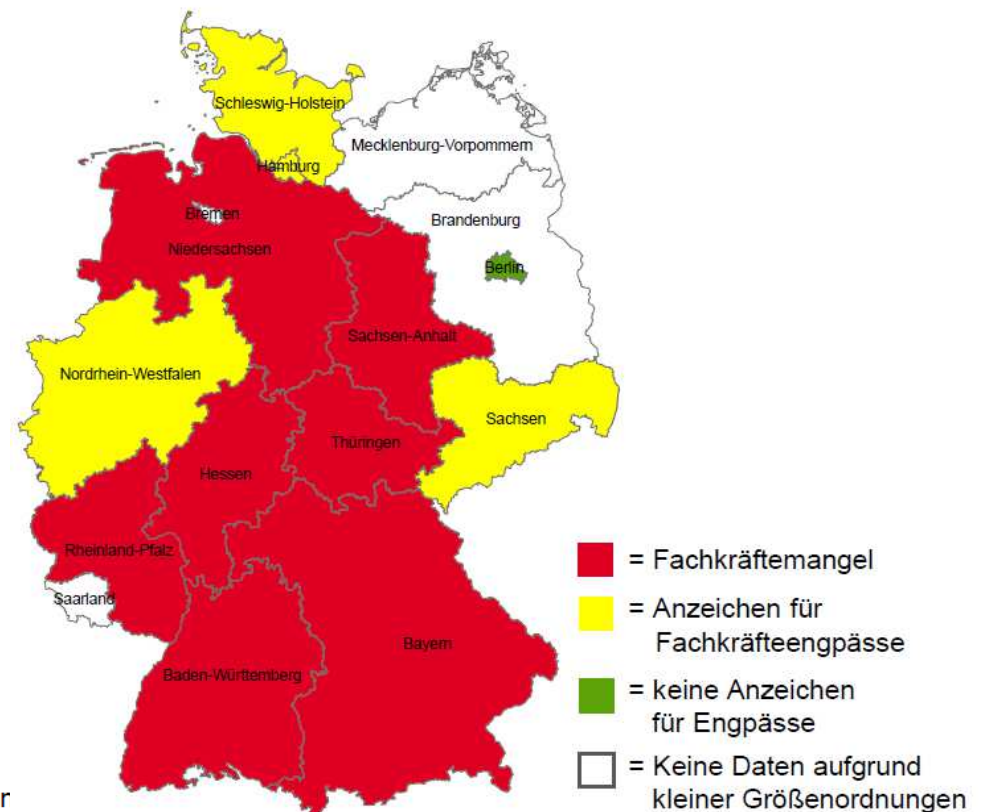 Schleswig-Holstein
Mecklenburg-Vorpommern
Hamburg
Bremen
Brandenburg
Niedersachsen
Berlin
Sachsen-Anhalt
Nordrhein-Westfalen
Sachsen
Thüringen
Hessen
Rheinland-Pfalz
Saarland
Bayern
Baden-Württemberg
= Fachkräftemangel
= Anzeichen für
Fachkräfteengpässe
= keine Anzeichen
für Engpässe
= Keine Daten aufgrund
kleiner Größenordnungen